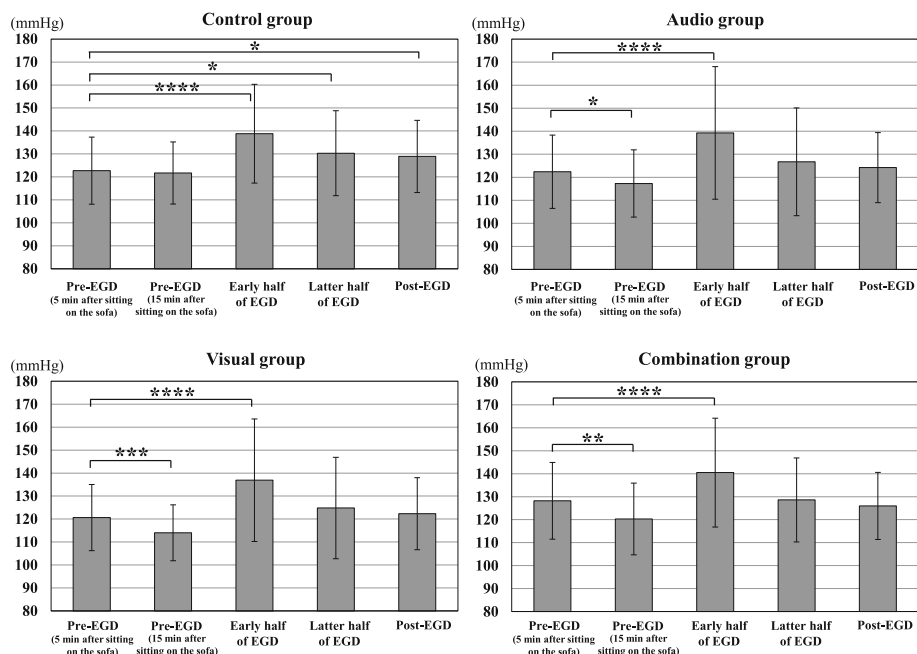 Control group
(mmHg)
180
170
160
150
140
130
120
110
100
90
80
*
*
****
Pre-EGD
(5 min after sitting
on the sofa)
Pre-EGD
(15 min after
sitting on the sofa)
Early half
of EGD
Latter half
of EGD
Post-EGD
Audio group
(mmHg)
180
170
160
150
140
130
120
110
100
90
80
****
*
Pre-EGD
(5 min after sitting
on the sofa)
Pre-EGD
(15 min after
sitting on the sofa)
Early half
of EGD
Latter half
of EGD
Post-EGD
Visual group
(mmHg)
180
170
160
150
140
130
120
110
100
90
80
****
***
Pre-EGD
(5 min after sitting
on the sofa)
Pre-EGD
(15 min after
sitting on the sofa)
Early half
of EGD
Latter half
of EGD
Post-EGD
Combination group
(mmHg)
180
170
160
150
140
130
120
110
100
90
80
****
**
Pre-EGD
(5 min after sitting
on the sofa)
Pre-EGD
(15 min after
sitting on the sofa)
Early half
of EGD
Latter half
of EGD
Post-EGD